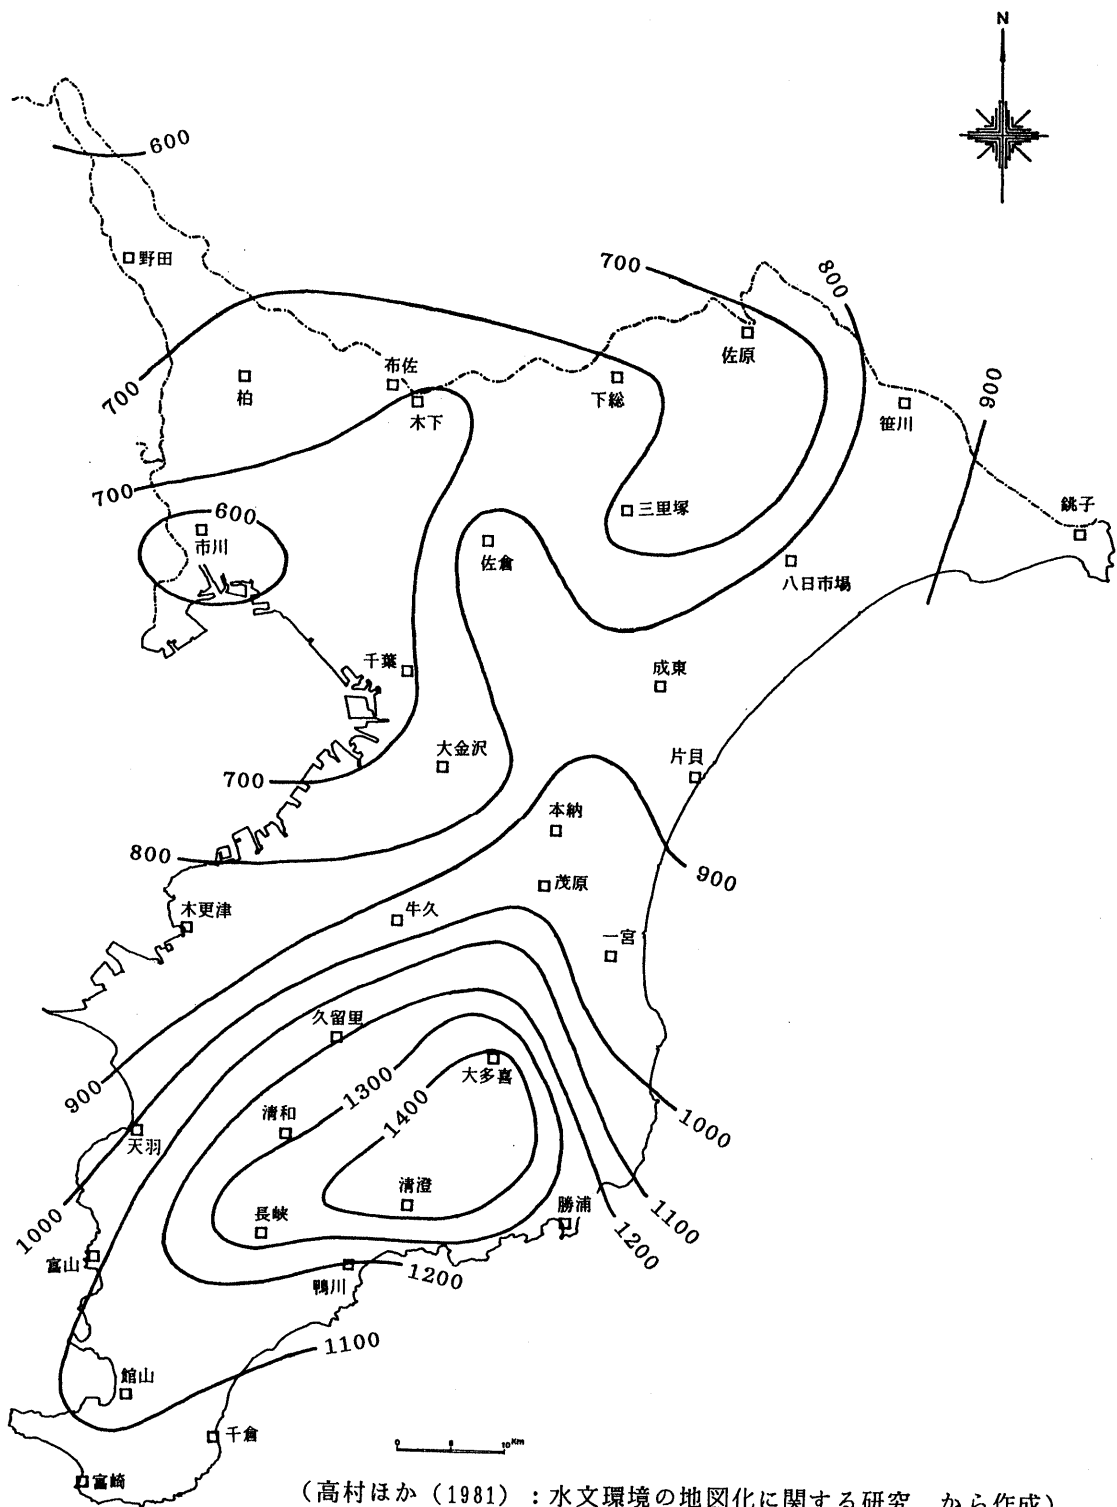 N
600
野田
700
800
佐原
布佐
700
柏
木下
下総
笹川
900
700
600
市川
三里塚
銚子
佐倉
八日市場
千葉
成東
大金沢
片貝
700
本納
800
900
茂原
木更津
牛久
一宮
久留里
大多喜
900
1300
1400
清和
1000
天羽
清澄
長峡
勝浦
1000
1100
1200
富山
鴨川
1200
1100
館山
千倉
富崎
0
10Km
(高村ほか(1981):水文環境の地図化に関する研究 から作成)